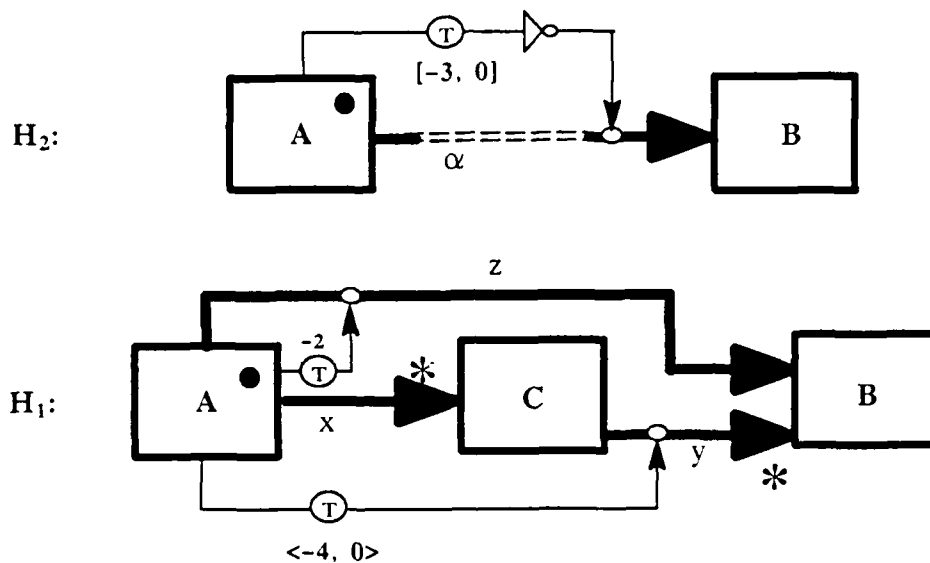 T
[-3, 0]
H₂:
A
B
α
z
-2
T
*
H₁:
A
C
B
x
y
*
T
<-4, 0>